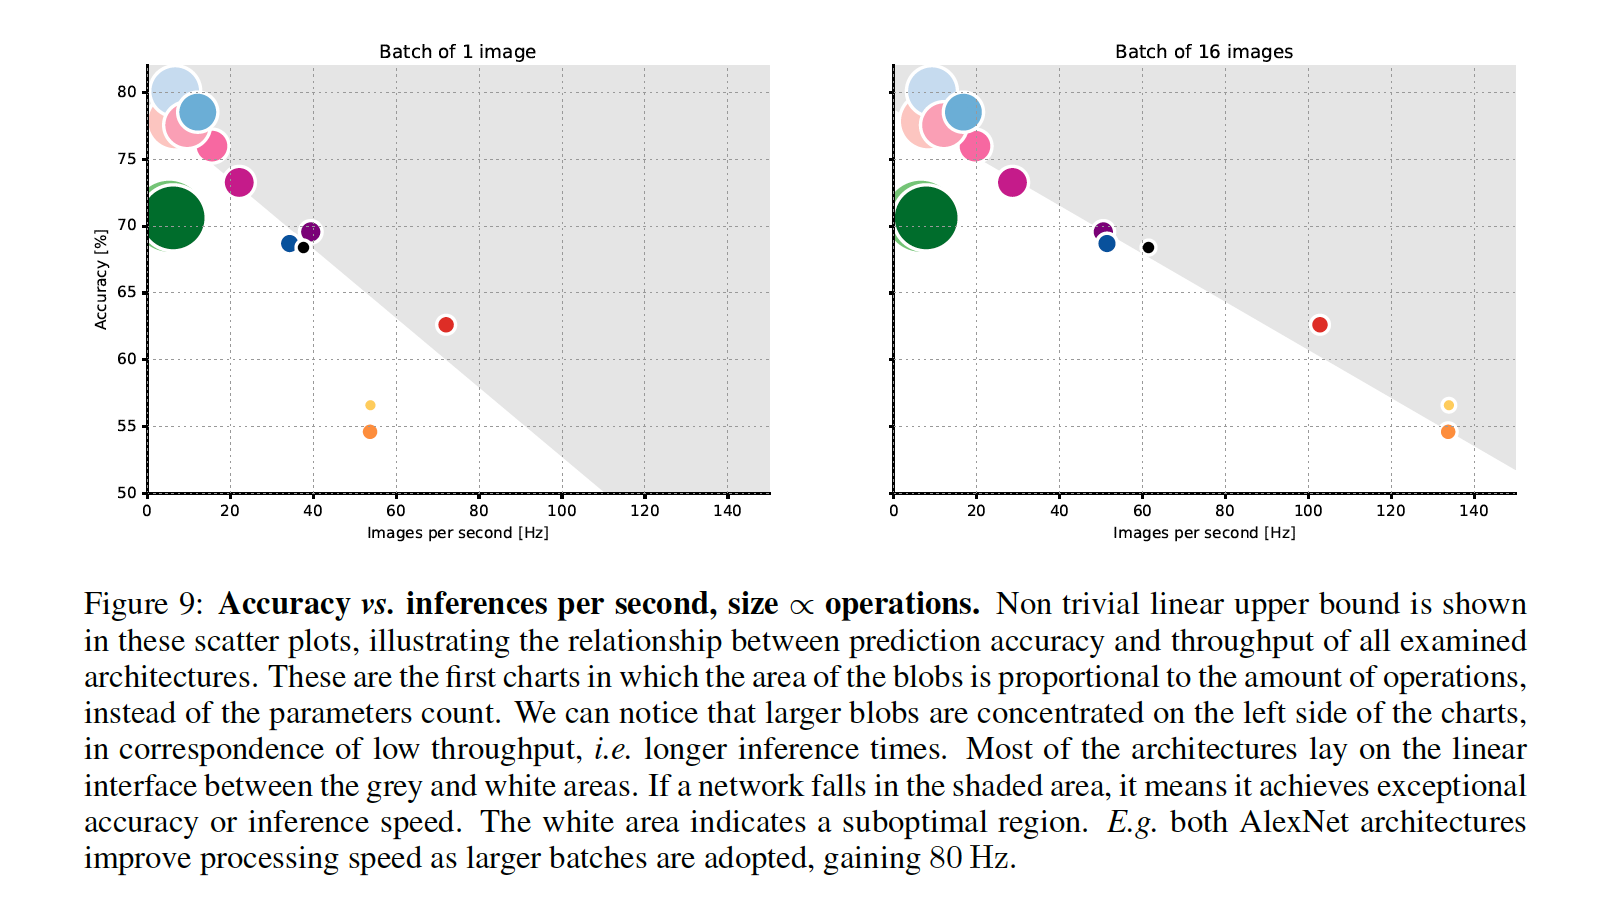 Batch of 1 image
Batch of 16 images
80
75
70
65
60
55
50
Accuracy [%]
0 20 40 60 80 100 120 140
0 20 40 60 80 100 120 140
Images per second [Hz]
Images per second [Hz]
Figure 9: Accuracy vs. inferences per second, size ∝ operations. Non trivial linear upper bound is shown
in these scatter plots, illustrating the relationship between prediction accuracy and throughput of all examined
architectures. These are the first charts in which the area of the blobs is proportional to the amount of operations,
instead of the parameters count. We can notice that larger blobs are concentrated on the left side of the charts,
in correspondence of low throughput, i.e. longer inference times. Most of the architectures lay on the linear
interface between the grey and white areas. If a network falls in the shaded area, it means it achieves exceptional
accuracy or inference speed. The white area indicates a suboptimal region. E.g. both AlexNet architectures
improve processing speed as larger batches are adopted, gaining 80 Hz.